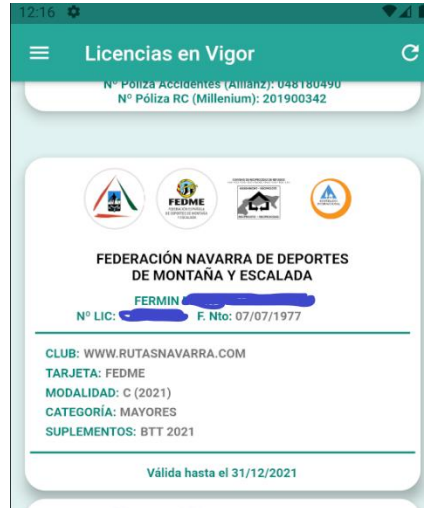 12:16
Licencias en Vigor
Nº Póliza Accidentes (Allianz): 048180490
Nº Póliza RC (Millenium): 201900342
FEDME
FEDERACIÓN NAVARRA DE DEPORTES
DE MONTAÑA Y ESCALADA
FERMIN
Nº LIC: F. Nto: 07/07/1977
CLUB: WWW.RUTASNAVARRA.COM
TARJETA: FEDME
MODALIDAD: C (2021)
CATEGORÍA: MAYORES
SUPLEMENTOS: BTT 2021
Válida hasta el 31/12/2021